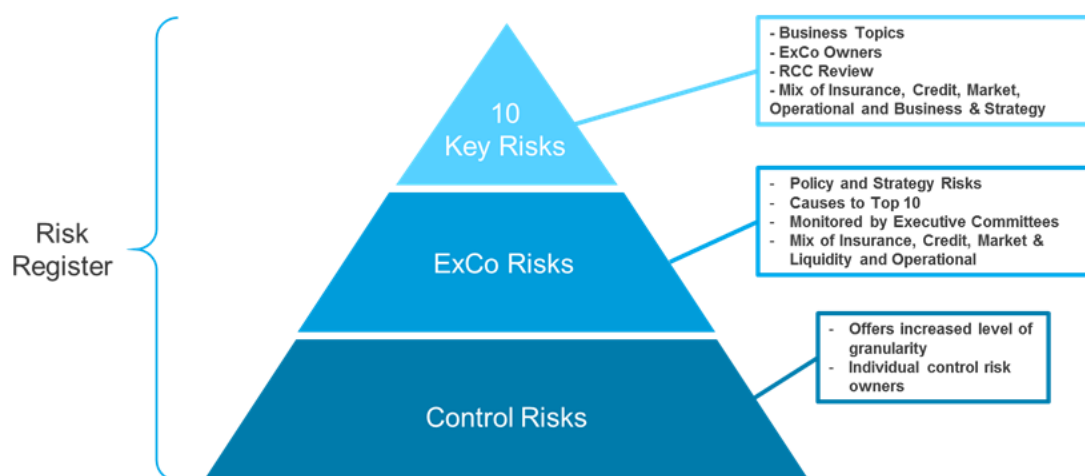 Risk
Register
10
Key Risks
ExCo Risks
Control Risks
- Business Topics
- ExCo Owners
- RCC Review
- Mix of Insurance, Credit, Market,
Operational and Business & Strategy
- Policy and Strategy Risks
- Causes to Top 10
- Monitored by Executive Committees
- Mix of Insurance, Credit, Market &
Liquidity and Operational
- Offers increased level of
granularity
- Individual control risk
owners